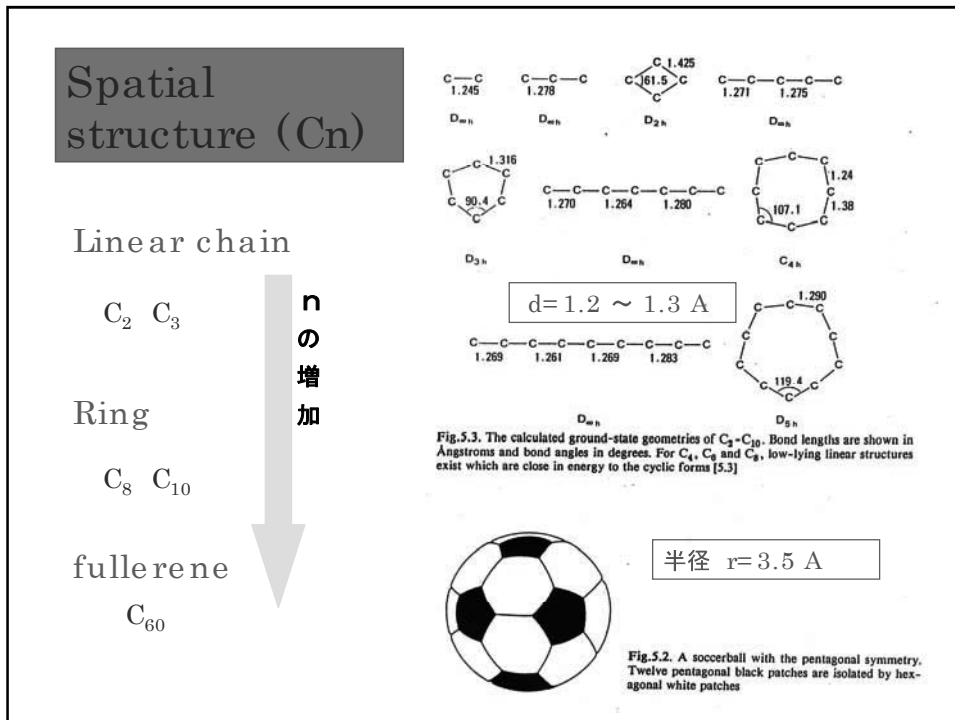 Spatial
structure (Cn)
Linear chain
C₂ C₃
nの増加
Ring
C₈ C₁₀
fullerene
C₆₀
C—C
1.245
D∞h
C—C—C
1.278
D∞h
C 1.425
C 61.5 C
C
D2h
C—C—C—C—C
1.271 1.275
D∞h
1.316
C C C
C C
90.4
C
D3h
C—C—C—C—C—C—C
1.270 1.264 1.280
D∞h
C C C
1.24
C C
1.38
107.1
C C C
C4h
d=1.2 ～ 1.3 A
C—C—C—C—C—C—C—C—C
1.269 1.261 1.269 1.283
D∞h
1.290
C C C
C C
C C
119.4
C C
C
D5h
Fig.5.3. The calculated ground-state geometries of C₂-C₁₀. Bond lengths are shown in
Angstroms and bond angles in degrees. For C₄, C₆ and C₈, low-lying linear structures
exist which are close in energy to the cyclic forms [5.3]
半径 r=3.5 A
Fig.5.2. A soccerball with the pentagonal symmetry.
Twelve pentagonal black patches are isolated by hex-
agonal white patches